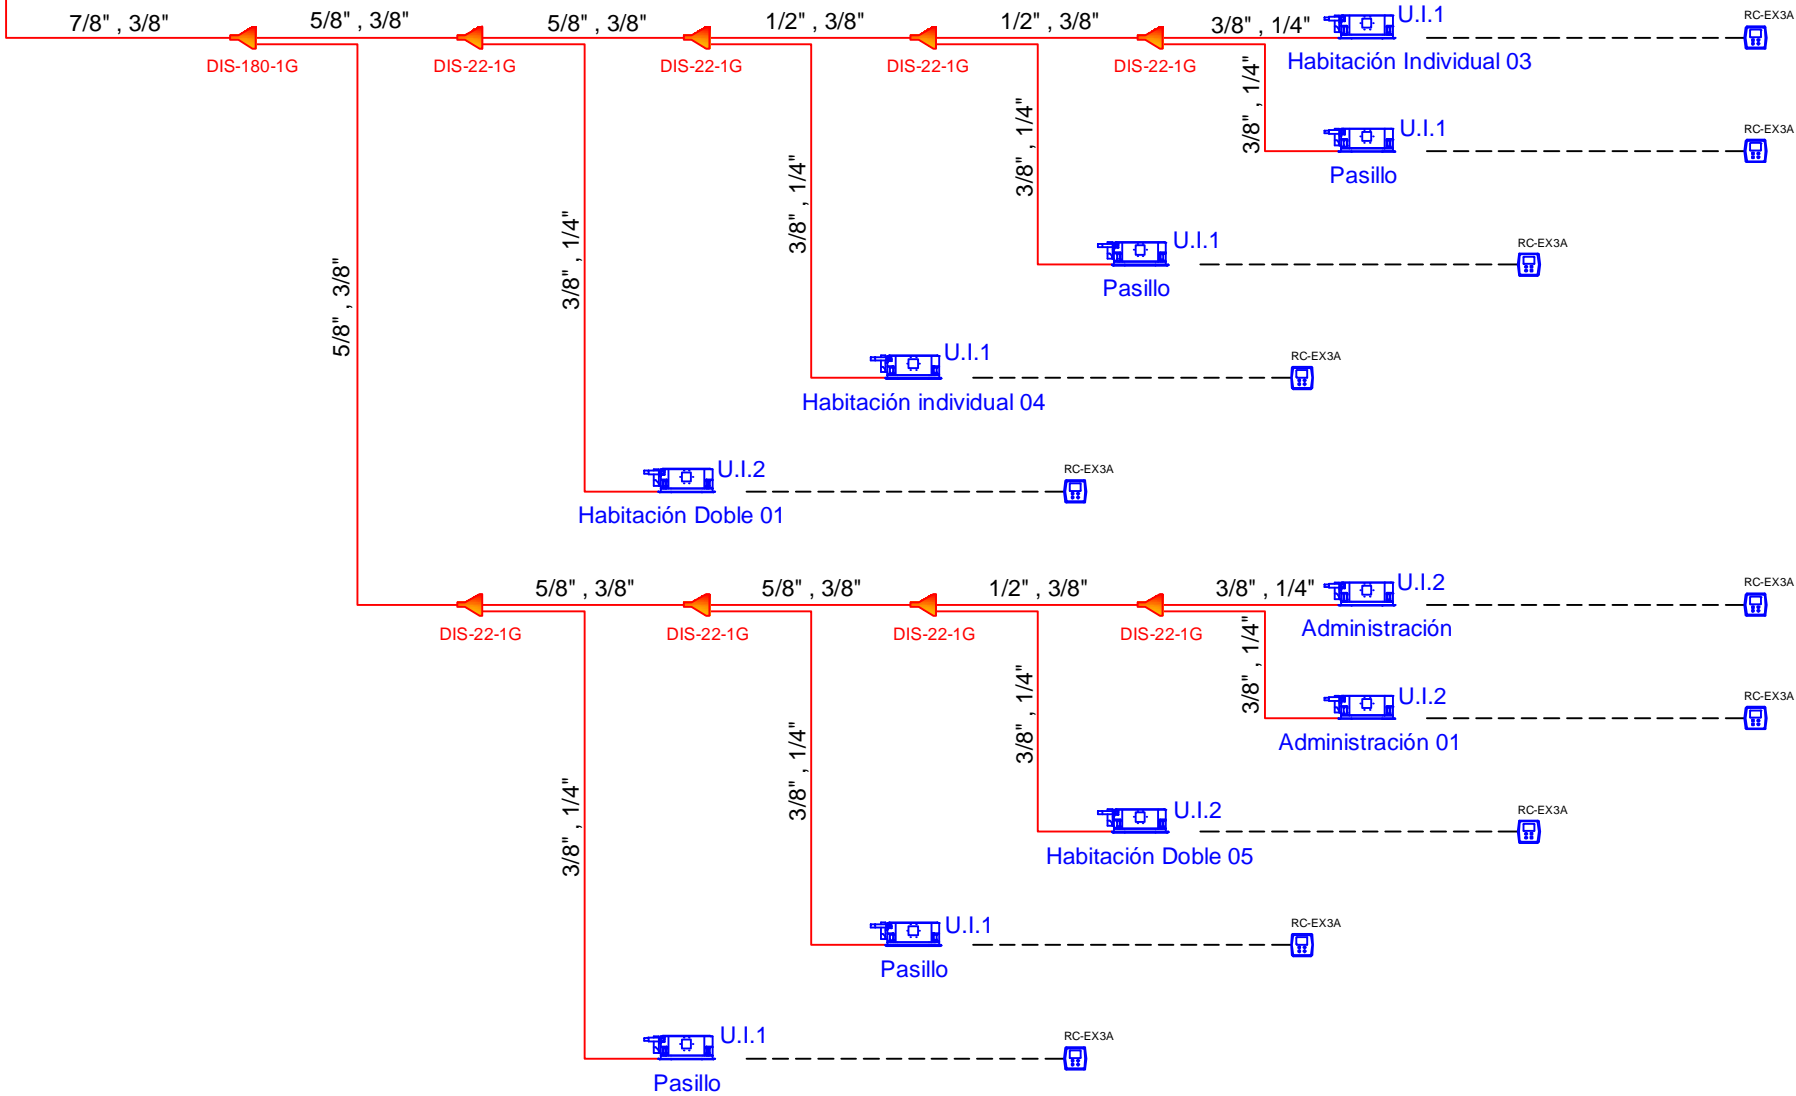 7/8" , 3/8"
5/8" , 3/8"
5/8" , 3/8"
1/2" , 3/8"
1/2" , 3/8"
3/8" , 1/4"
U.I.1
RC-EX3A
DIS-180-1G
DIS-22-1G
DIS-22-1G
DIS-22-1G
DIS-22-1G
Habitación Individual 03
3/8" , 1/4"
U.I.1
RC-EX3A
Pasillo
3/8" , 1/4"
U.I.1
RC-EX3A
Pasillo
3/8" , 1/4"
U.I.1
RC-EX3A
Habitación individual 04
3/8" , 1/4"
U.I.2
RC-EX3A
Habitación Doble 01
5/8" , 3/8"
5/8" , 3/8"
5/8" , 3/8"
1/2" , 3/8"
3/8" , 1/4"
U.I.2
RC-EX3A
DIS-22-1G
DIS-22-1G
DIS-22-1G
DIS-22-1G
Administración
3/8" , 1/4"
U.I.2
RC-EX3A
Administración 01
3/8" , 1/4"
U.I.2
RC-EX3A
Habitación Doble 05
3/8" , 1/4"
U.I.1
RC-EX3A
Pasillo
3/8" , 1/4"
U.I.1
RC-EX3A
Pasillo